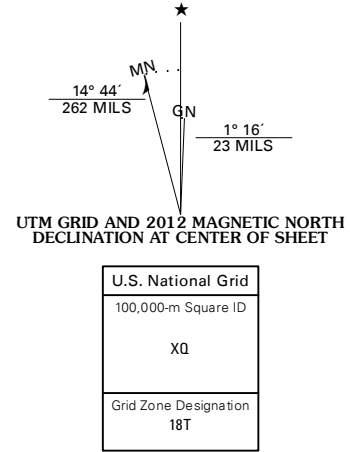 ★
MN
14° 44´
262 MILS
GN
1° 16´
23 MILS
UTM GRID AND 2012 MAGNETIC NORTH
DECLINATION AT CENTER OF SHEET
U.S. National Grid
100,000-m Square ID
XQ
Grid Zone Designation
18T